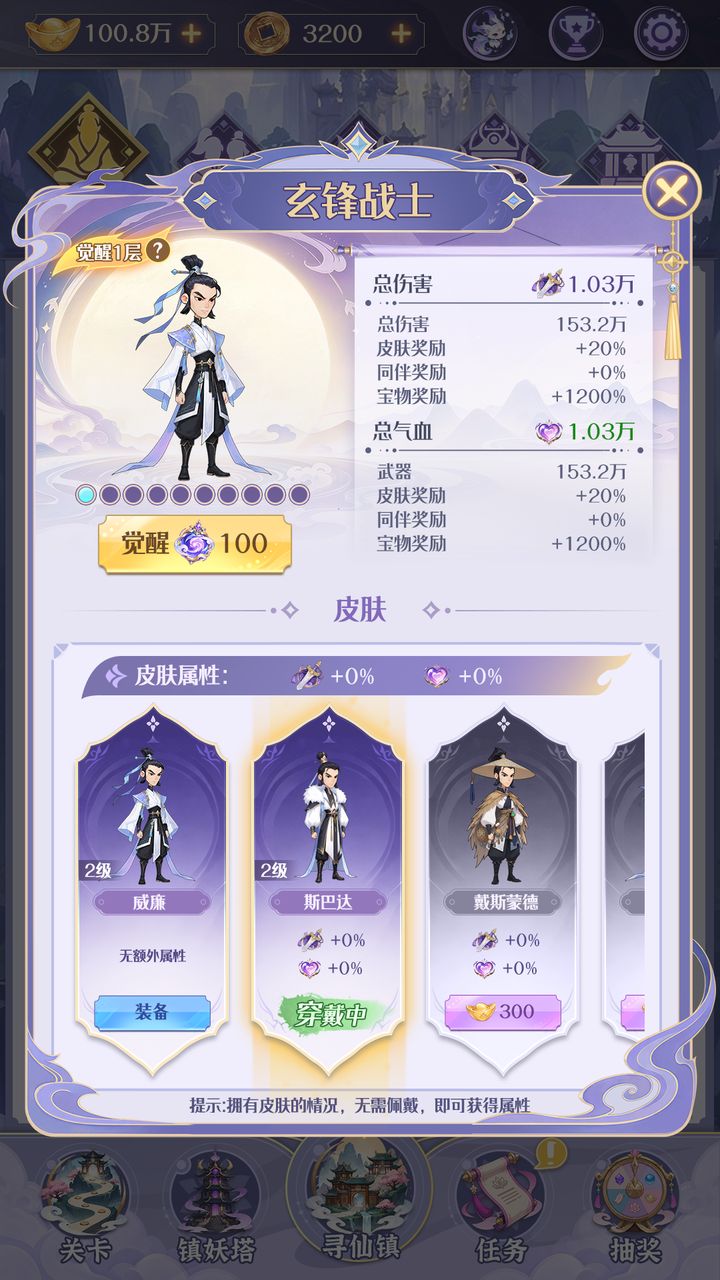 100.8万
3200
玄锋战士
觉醒1层?
总伤害 1.03万
总伤害 153.2万
皮肤奖励 +20%
同伴奖励 +0%
宝物奖励 +1200%
总气血 1.03万
武器 153.2万
皮肤奖励 +20%
同伴奖励 +0%
宝物奖励 +1200%
觉醒 100
皮肤
皮肤属性: +0% +0%
2级
威廉
无额外属性
装备
2级
斯巴达
+0%
+0%
穿戴中
戴斯蒙德
+0%
+0%
300
提示:拥有皮肤的情况，无需佩戴，即可获得属性
关卡
镇妖塔
寻仙镇
任务
抽奖